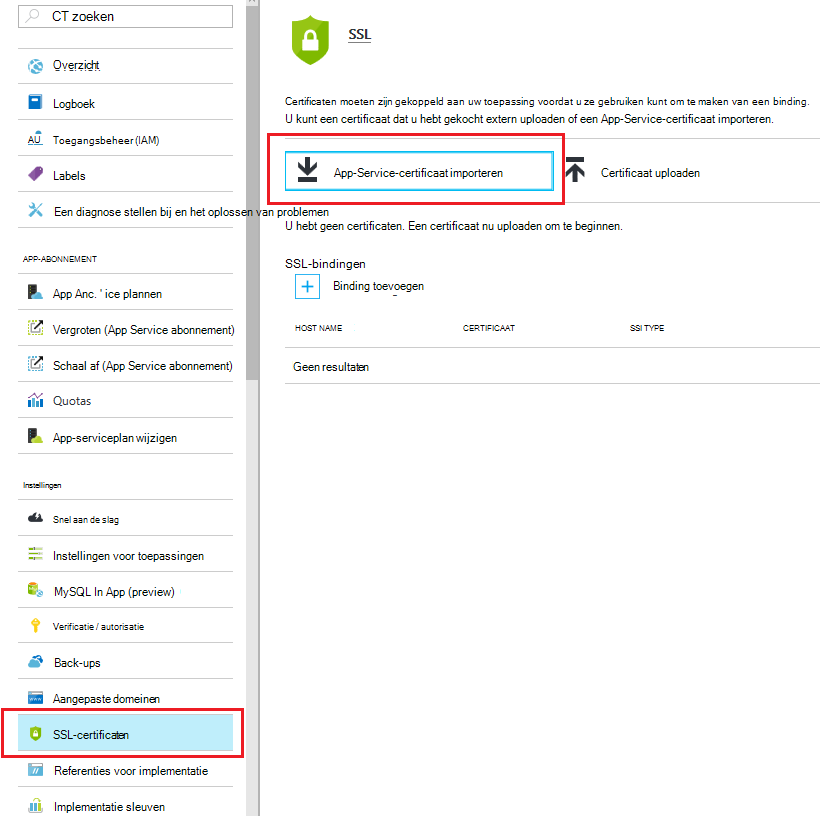 CT zoeken
Overzicht
Logboek
AU Toegangsbeheer (IAM)
Labels
Een diagnose stellen bij en het oplossen van problemen
APP-ABONNEMENT
App Anc. ' ice plannen
Vergroten (App Service abonnement)
Schaal af (App Service abonnement)
Quotas
App-serviceplan wijzigen
Instellingen
Snel aan de slag
Instellingen voor toepassingen
MySQL In App (preview)
Verificatie / autorisatie
Back-ups
Aangepaste domeinen
SSL-certificaten
Referenties voor implementatie
Implementatie sleuven
SSL
Certificaten moeten zijn gekoppeld aan uw toepassing voordat u ze gebruiken kunt om te maken van een binding.
U kunt een certificaat dat u hebt gekocht extern uploaden of een App-Service-certificaat importeren.
App-Service-certificaat importeren
Certificaat uploaden
U hebt geen certificaten. Een certificaat nu uploaden om te beginnen.
SSL-bindingen
Binding toevoegen
HOST NAME CERTIFICAAT SSI TYPE
Geen resultaten